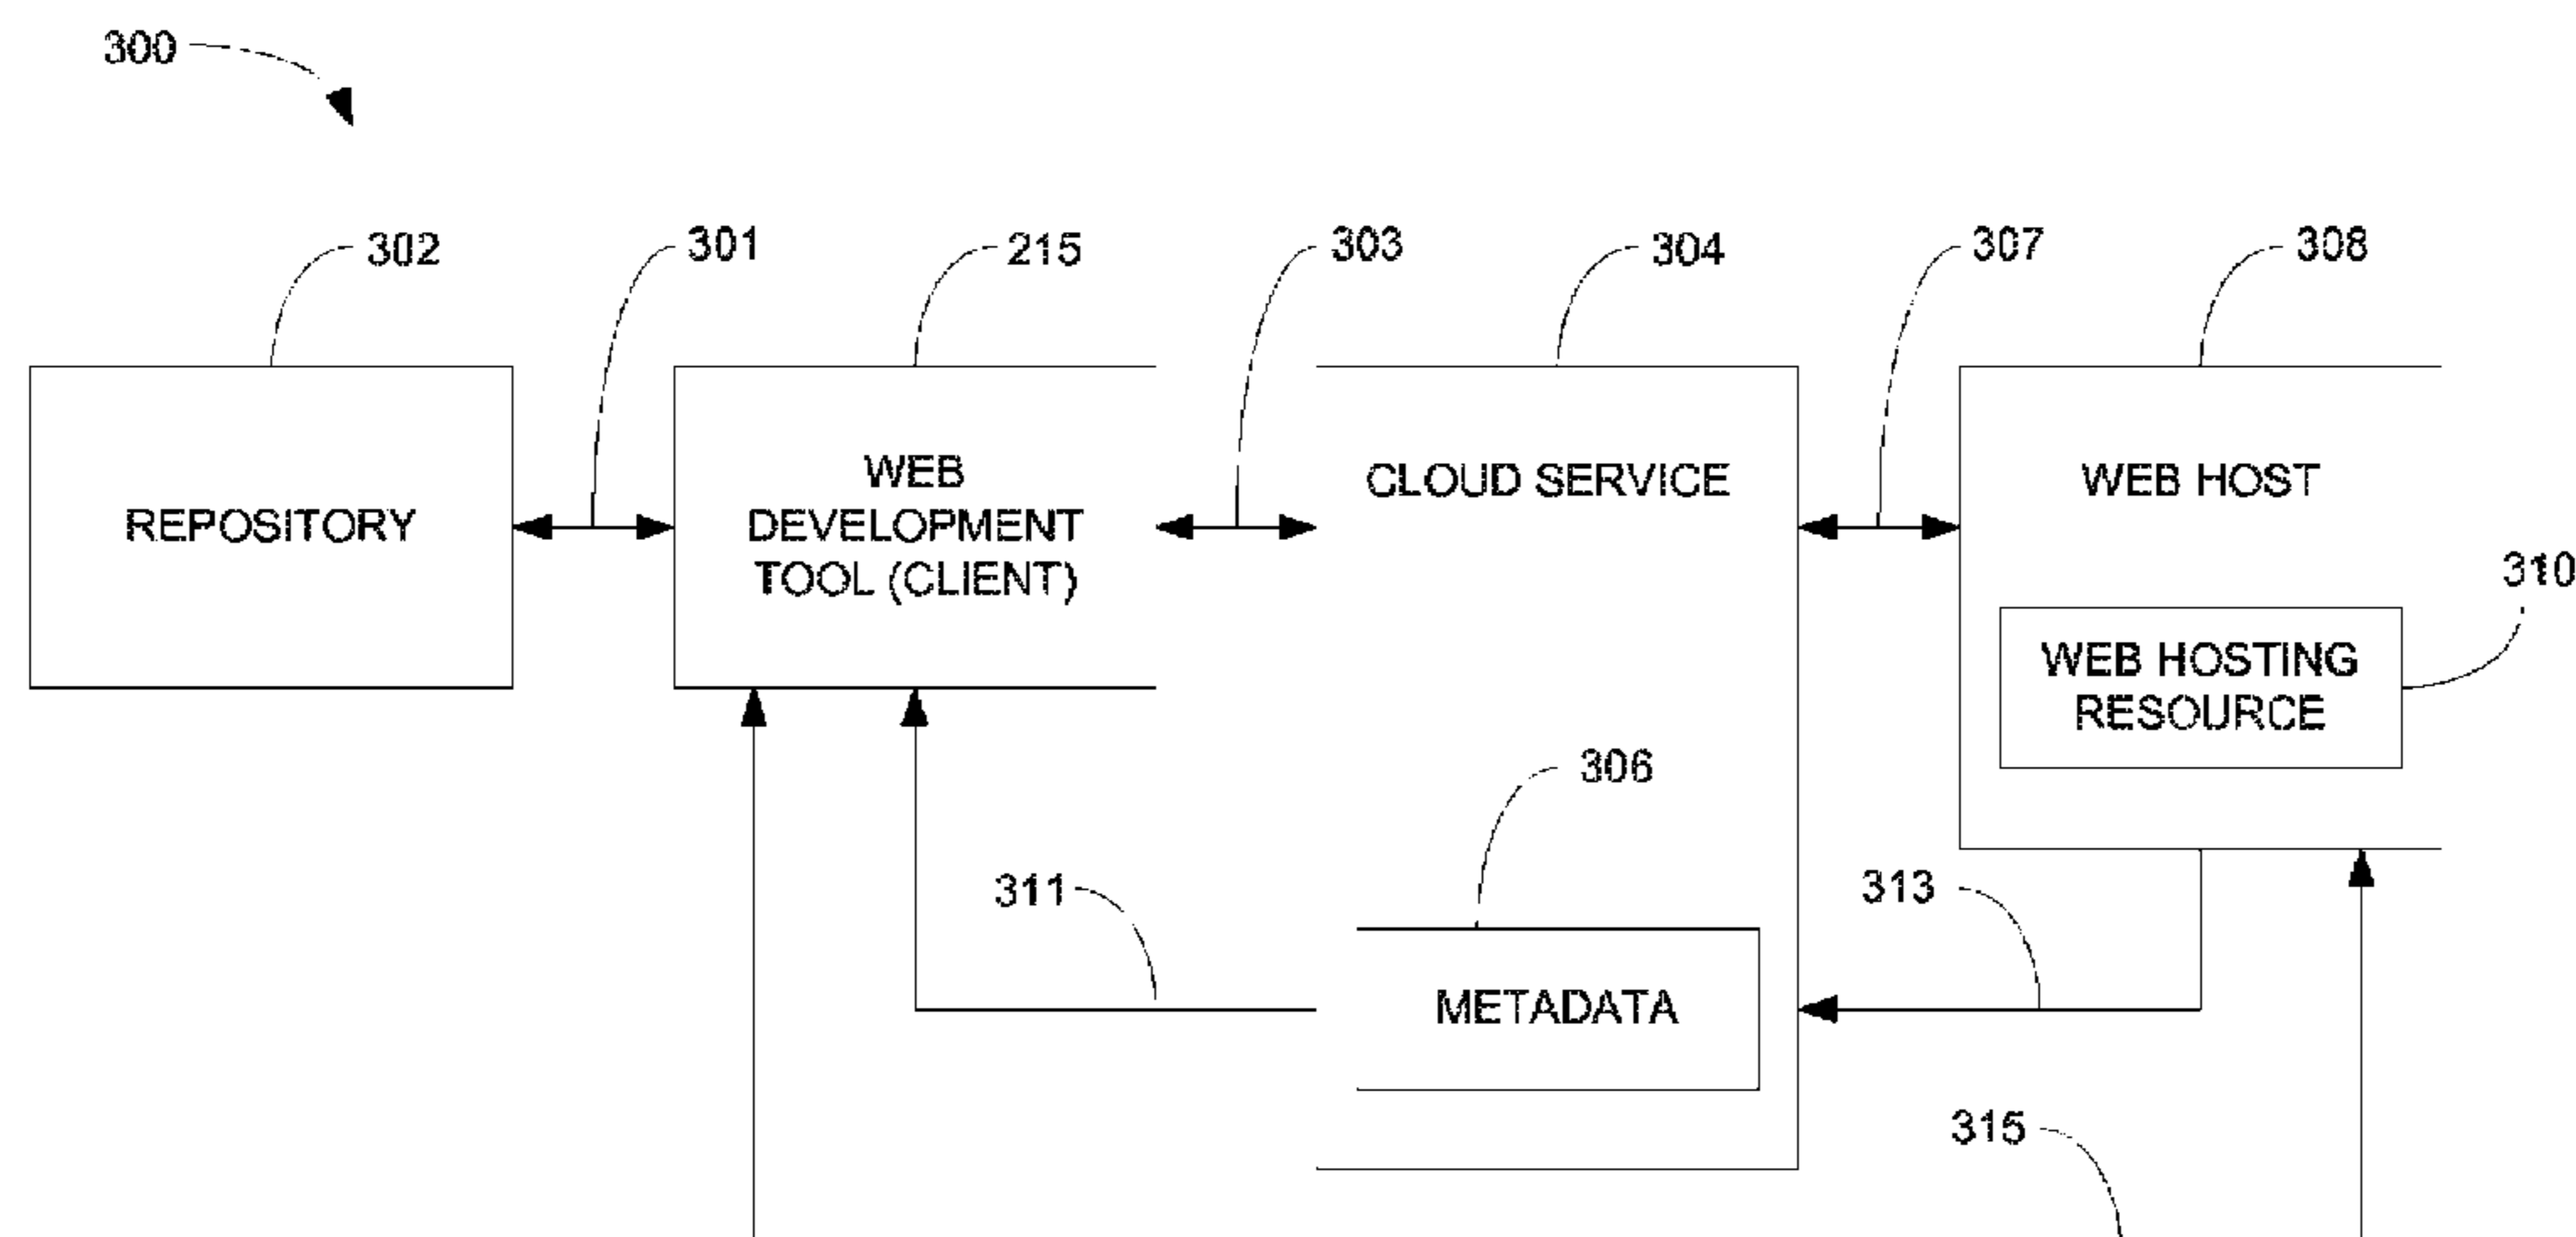 300
302
301
215
303
304
307
308
REPOSITORY
WEB
DEVELOPMENT
TOOL (CLIENT)
CLOUD SERVICE
WEB HOST
310
WEB HOSTING
RESOURCE
306
311
METADATA
313
315